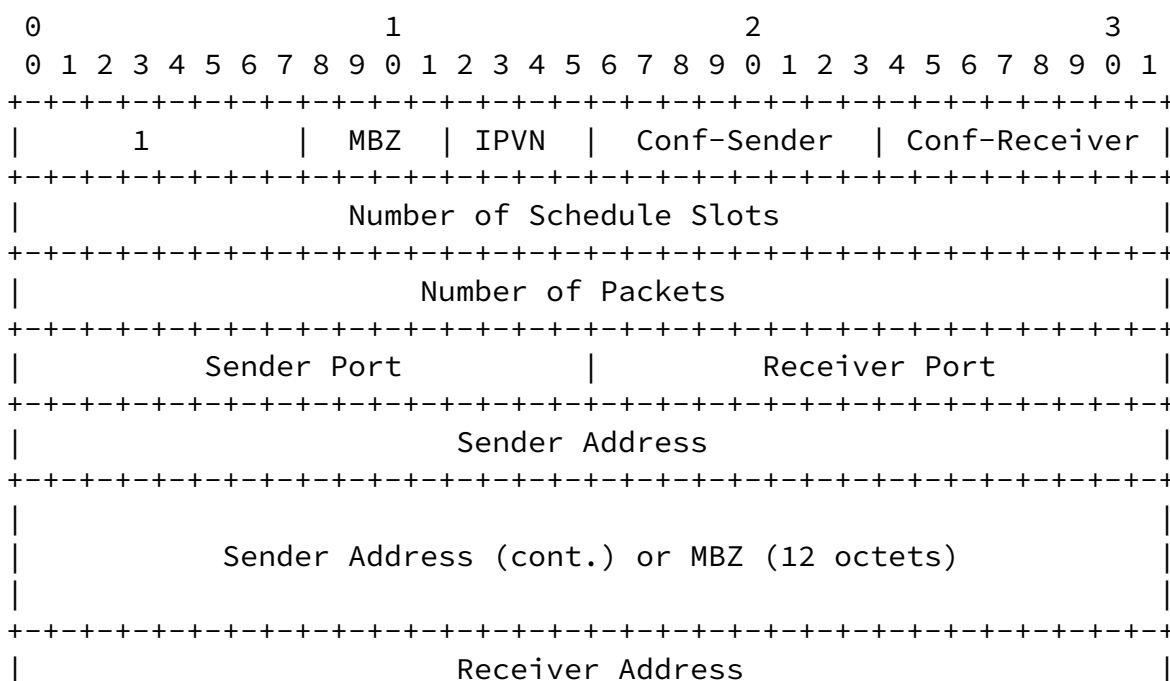 0                   1                   2                   3
0 1 2 3 4 5 6 7 8 9 0 1 2 3 4 5 6 7 8 9 0 1 2 3 4 5 6 7 8 9 0 1
+-+-+-+-+-+-+-+-+-+-+-+-+-+-+-+-+-+-+-+-+-+-+-+-+-+-+-+-+-+-+-+-+
|      1        |  MBZ  | IPVN  |  Conf-Sender  | Conf-Receiver |
+-+-+-+-+-+-+-+-+-+-+-+-+-+-+-+-+-+-+-+-+-+-+-+-+-+-+-+-+-+-+-+-+
|                  Number of Schedule Slots                     |
+-+-+-+-+-+-+-+-+-+-+-+-+-+-+-+-+-+-+-+-+-+-+-+-+-+-+-+-+-+-+-+-+
|                      Number of Packets                        |
+-+-+-+-+-+-+-+-+-+-+-+-+-+-+-+-+-+-+-+-+-+-+-+-+-+-+-+-+-+-+-+-+
|          Sender Port          |         Receiver Port         |
+-+-+-+-+-+-+-+-+-+-+-+-+-+-+-+-+-+-+-+-+-+-+-+-+-+-+-+-+-+-+-+-+
|                        Sender Address                         |
+-+-+-+-+-+-+-+-+-+-+-+-+-+-+-+-+-+-+-+-+-+-+-+-+-+-+-+-+-+-+-+-+
|                                                               |
|           Sender Address (cont.) or MBZ (12 octets)           |
|                                                               |
+-+-+-+-+-+-+-+-+-+-+-+-+-+-+-+-+-+-+-+-+-+-+-+-+-+-+-+-+-+-+-+-+
|                        Receiver Address                       |